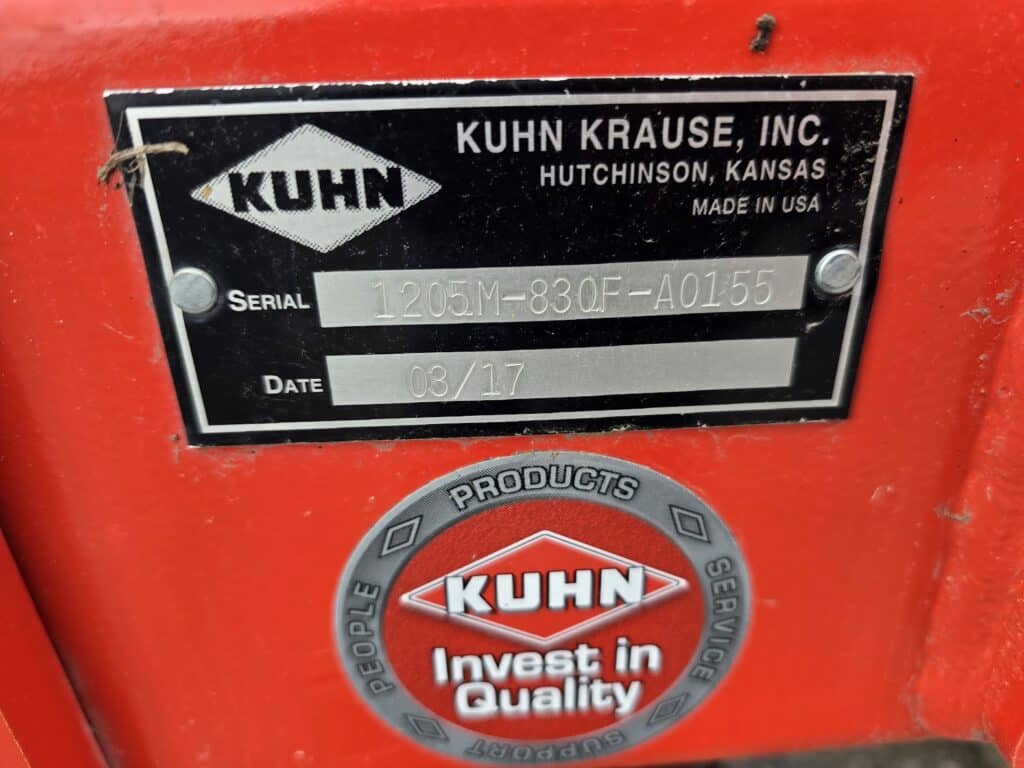 KUHN
KUHN KRAUSE, INC.
HUTCHINSON, KANSAS
MADE IN USA
SERIAL 1205M-830F-A0155
DATE 03/17
PRODUCTS
PEOPLE
SERVICE
KUHN
Invest in
Quality
SUPPORT